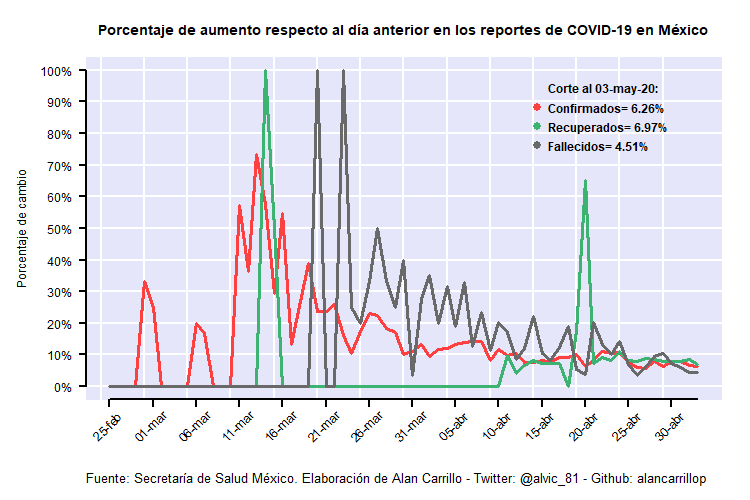 Porcentaje de aumento respecto al día anterior en los reportes de COVID-19 en México
Corte al 03-may-20:
Confirmados= 6.26%
Recuperados= 6.97%
Fallecidos= 4.51%
Porcentaje de cambio
100%
90%
80%
70%
60%
50%
40%
30%
20%
10%
0%
25-feb
01-mar
06-mar
11-mar
16-mar
21-mar
26-mar
31-mar
05-abr
10-abr
15-abr
20-abr
25-abr
30-abr
Fuente: Secretaría de Salud México. Elaboración de Alan Carrillo - Twitter: @alvic_81 - Github: alancarrillop